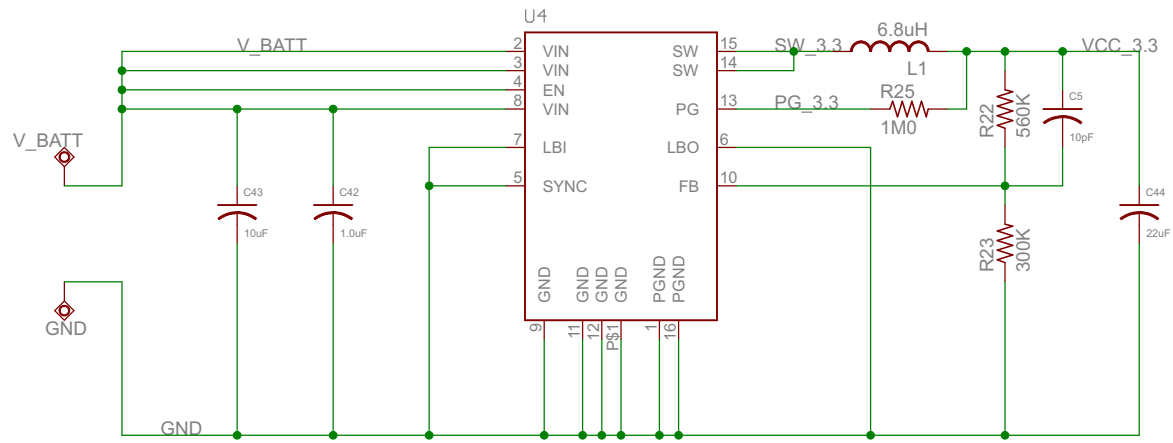 U4
V_BATT
2
VIN
SW
15
SW_3.3
6.8uH
L1
VCC_3.3
3
VIN
SW
14
4
EN
8
VIN
PG
13
PG_3.3
R25
1M0
R22
560K
C5
10pF
V_BATT
7
LBI
LBO
6
5
SYNC
FB
10
C43
10uF
C42
1.0uF
R23
300K
C44
22uF
GND
GND
GND
GND
PGND
PGND
9
11
12
P$1
1
16
GND
GND